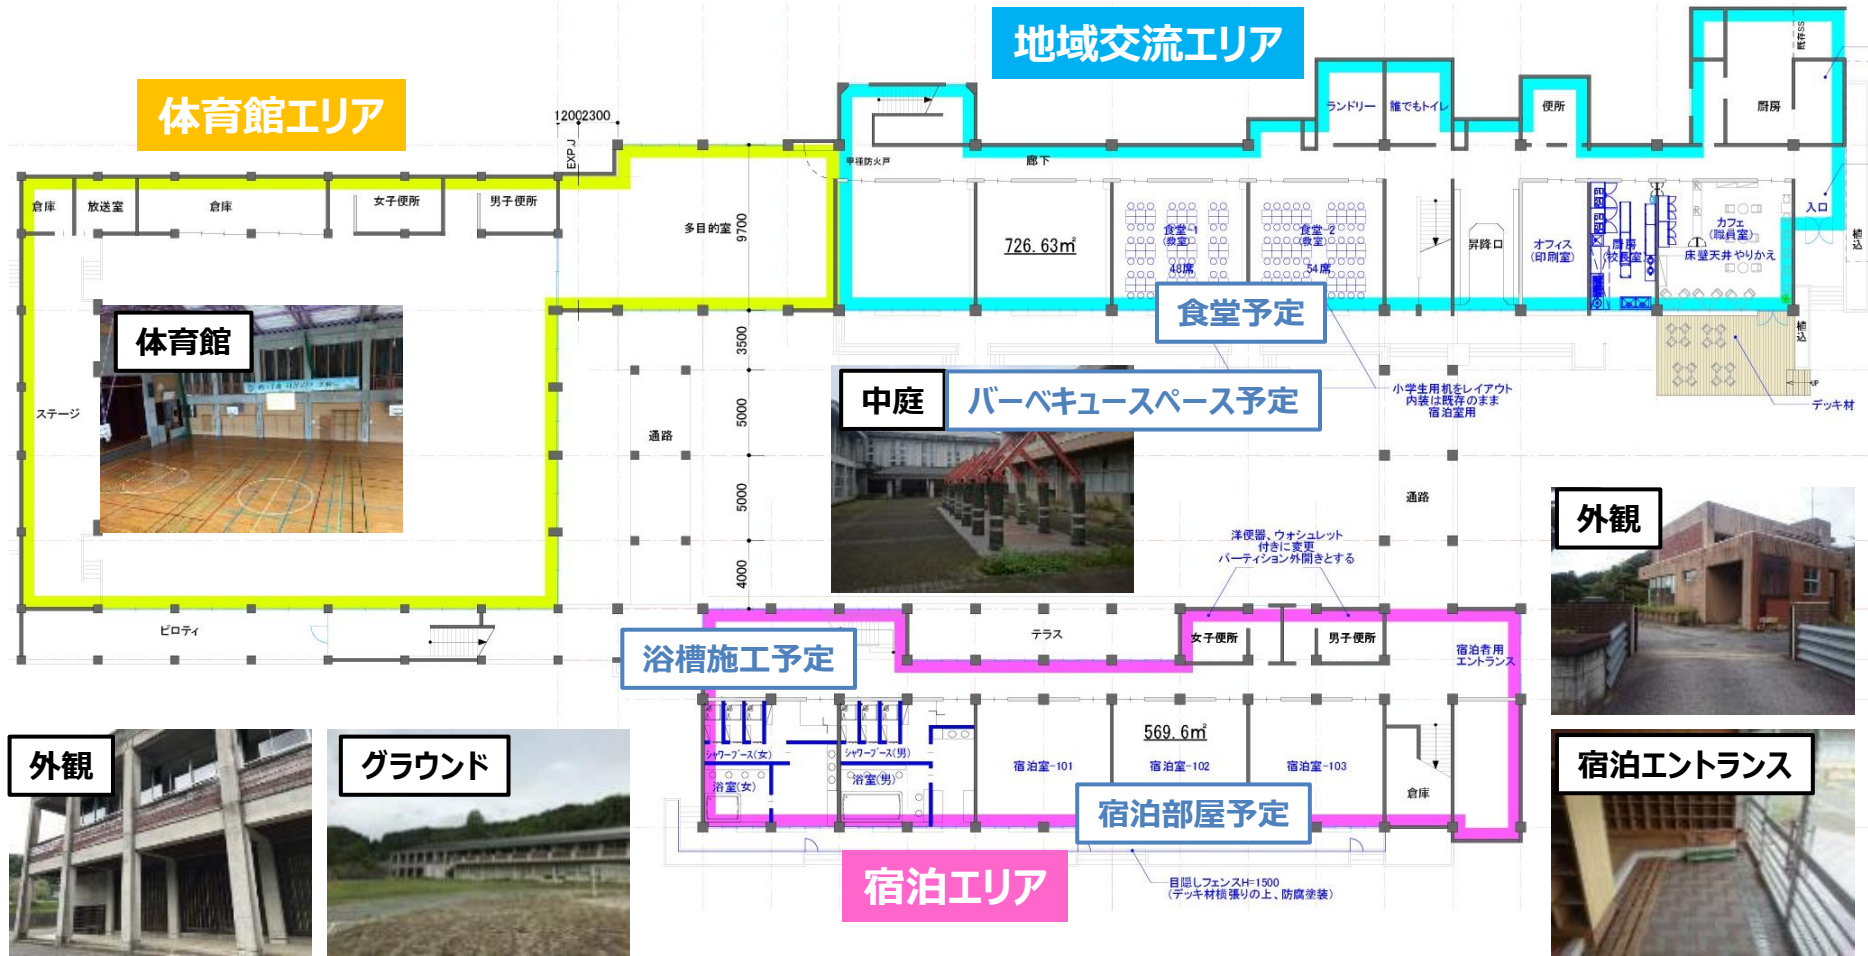 地域交流エリア
体育館エリア
既存SS
12002300
EXP.J
ランドリー
誰でもトイレ
便所
厨房
甲種防火戸
廊下
倉庫
放送室
倉庫
女子便所
男子便所
多目的室
9700
726.63㎡
食堂-1
(教室)
48席
食堂-2
(教室)
54席
昇降口
オフィス
(印刷室)
厨房
(校長室)
カフェ
(職員室)
床壁天井やりかえ
入口
植込
食堂予定
体育館
ステージ
3500
5000
通路
5000
4000
中庭
バーベキュースペース予定
小学生用机をレイアウト
内装は既存のまま
宿泊室用
植込
UP
デッキ材
通路
外観
洋便器、ウォシュレット
付きに変更
パーティション外開きとする
ピロティ
浴槽施工予定
テラス
女子便所
男子便所
宿泊者用
エントランス
シャワーブース(女)
シャワーブース(男)
浴室(女)
浴室(男)
宿泊室-101
569.6㎡
宿泊室-102
宿泊室-103
倉庫
宿泊部屋予定
外観
グラウンド
宿泊エントランス
宿泊エリア
目隠しフェンスH=1500
(デッキ材横張りの上、防腐塗装)